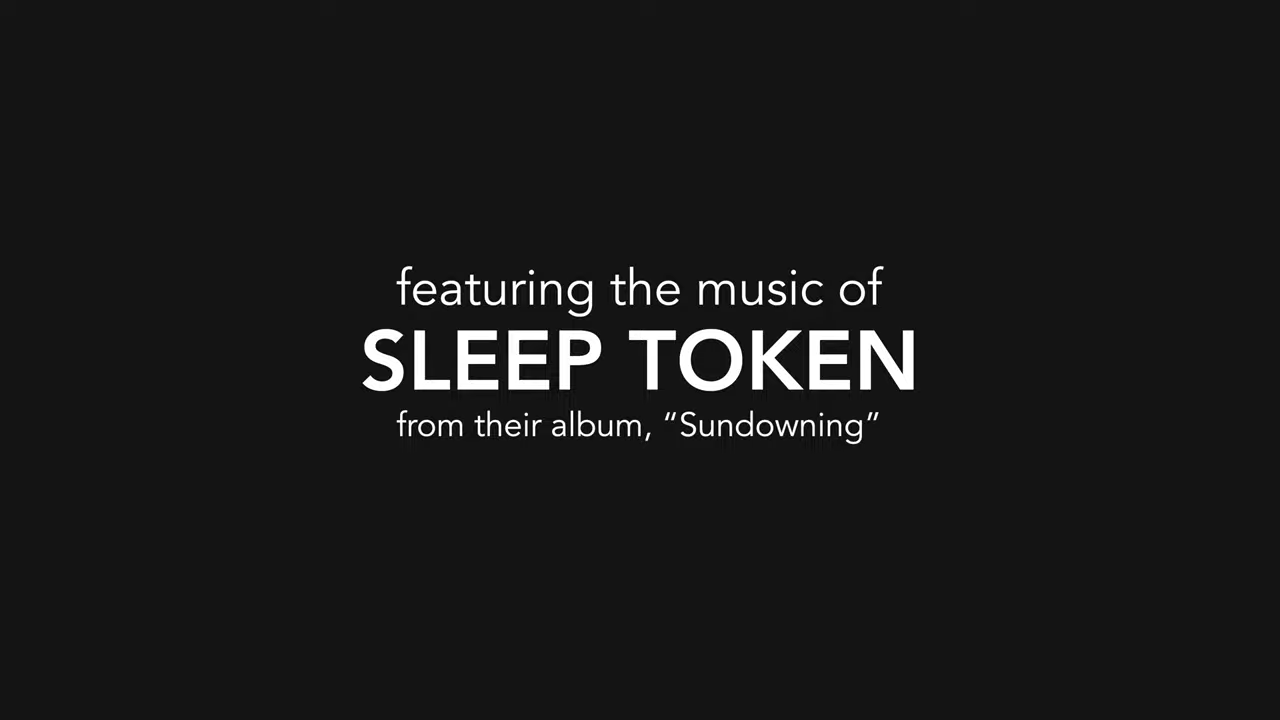 featuring the music of
SLEEP TOKEN
from their album, “Sundowning”